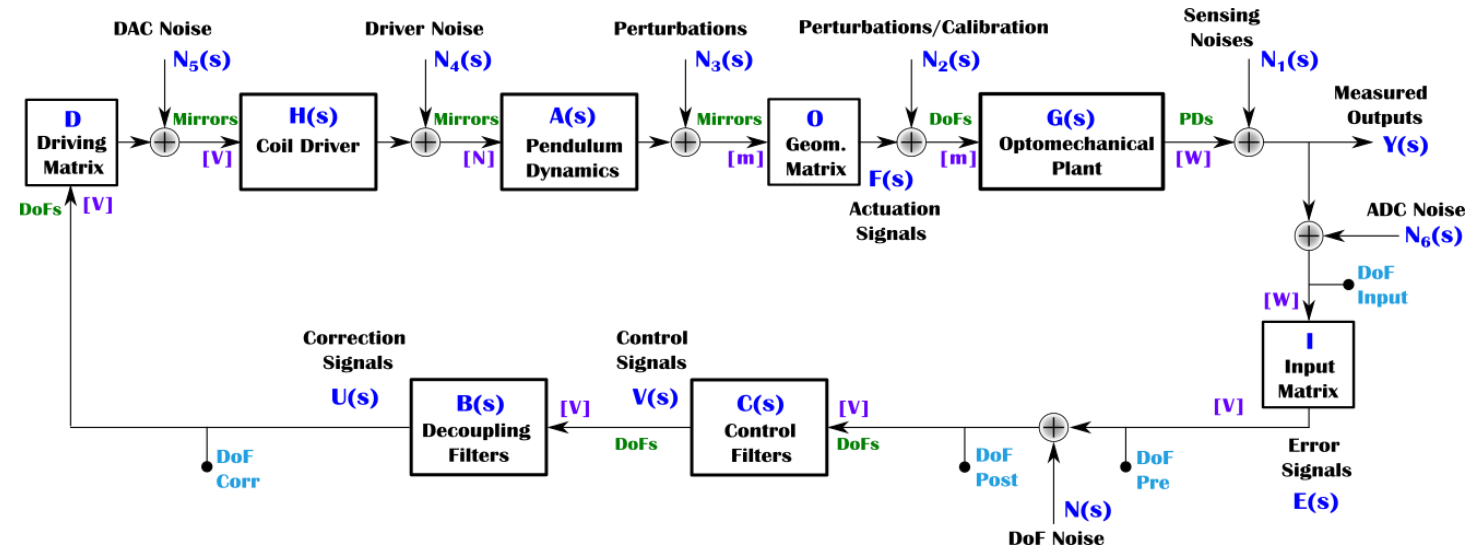 DAC Noise
N₅(s)
Driver Noise
N₄(s)
Perturbations
N₃(s)
Perturbations/Calibration
N₂(s)
Sensing
Noises
N₁(s)
D
Driving
Matrix
Mirrors
[V]
H(s)
Coil Driver
Mirrors
[N]
A(s)
Pendulum
Dynamics
Mirrors
[m]
O
Geom.
Matrix
F(s)
Actuation
Signals
DoFs
[m]
G(s)
Optomechanical
Plant
PDs
[W]
Measured
Outputs
Y(s)
DoFs
[V]
ADC Noise
N₆(s)
DoF
Input
[W]
I
Input
Matrix
[V]
Error
Signals
E(s)
DoF
Pre
N(s)
DoF Noise
DoF
Post
[V]
DoFs
C(s)
Control
Filters
Control
Signals
V(s)
[V]
DoFs
B(s)
Decoupling
Filters
Correction
Signals
U(s)
DoF
Corr